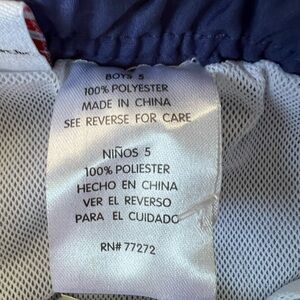 BOYS 5
100% POLYESTER
MADE IN CHINA
SEE REVERSE FOR CARE
NIÑOS 5
100% POLIESTER
HECHO EN CHINA
VER EL REVERSO
PARA EL CUIDADO
RN# 77272